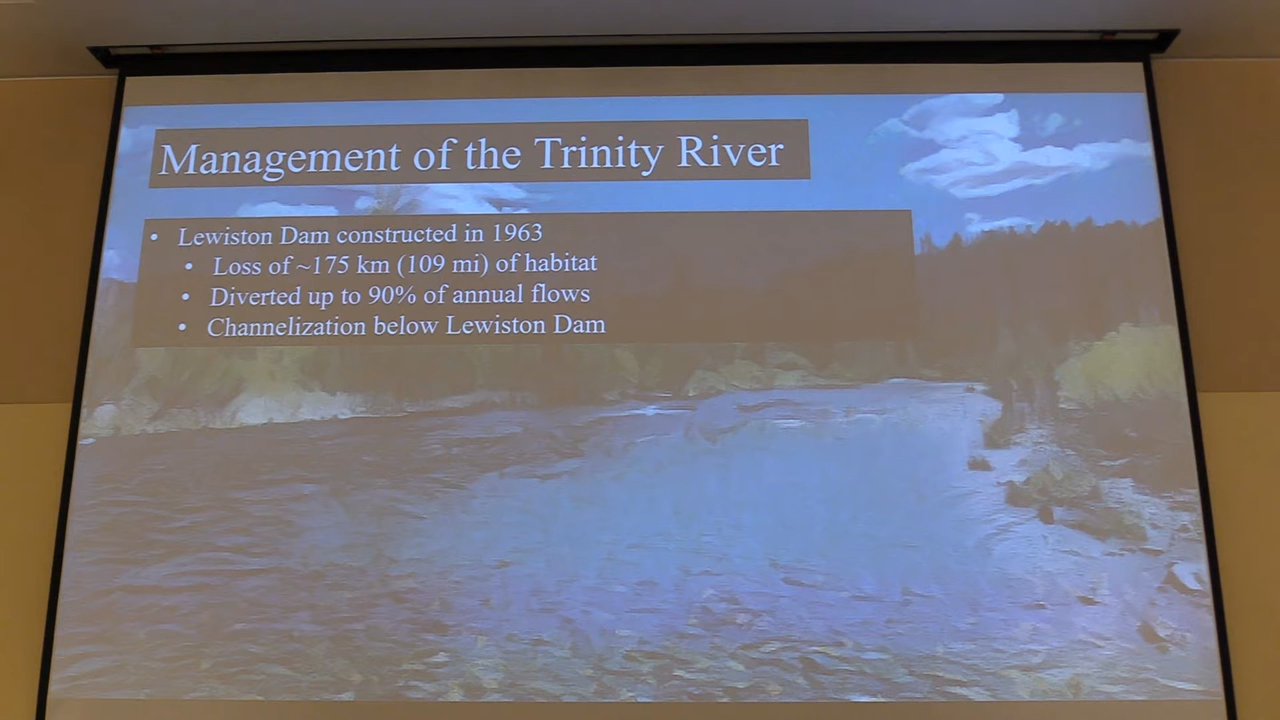 Management of the Trinity River
• Lewiston Dam constructed in 1963
• Loss of ~175 km (109 mi) of habitat
• Diverted up to 90% of annual flows
• Channelization below Lewiston Dam